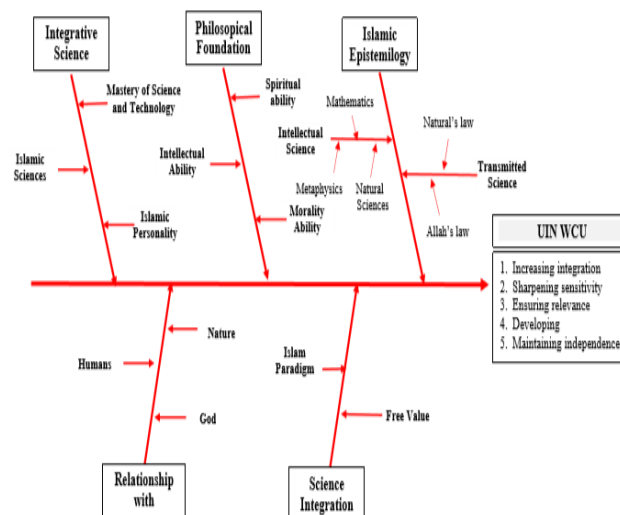 Integrative
Science
Philosopical
Foundation
Islamic
Epistemilogy
Mastery of Science
and Technology
Islamic
Sciences
Islamic
Personality
Spiritual
ability
Intellectual
Ability
Morality
Ability
Mathematics
Intellectual
Science
Metaphysics
Natural
Sciences
Natural's law
Transmitted
Science
Allah's law
UIN WCU
1. Increasing integration
2. Sharpening sensitivity
3. Ensuring relevance
4. Developing
5. Maintaining independence
Nature
Humans
God
Relationship
with
Islam
Paradigm
Free Value
Science
Integration